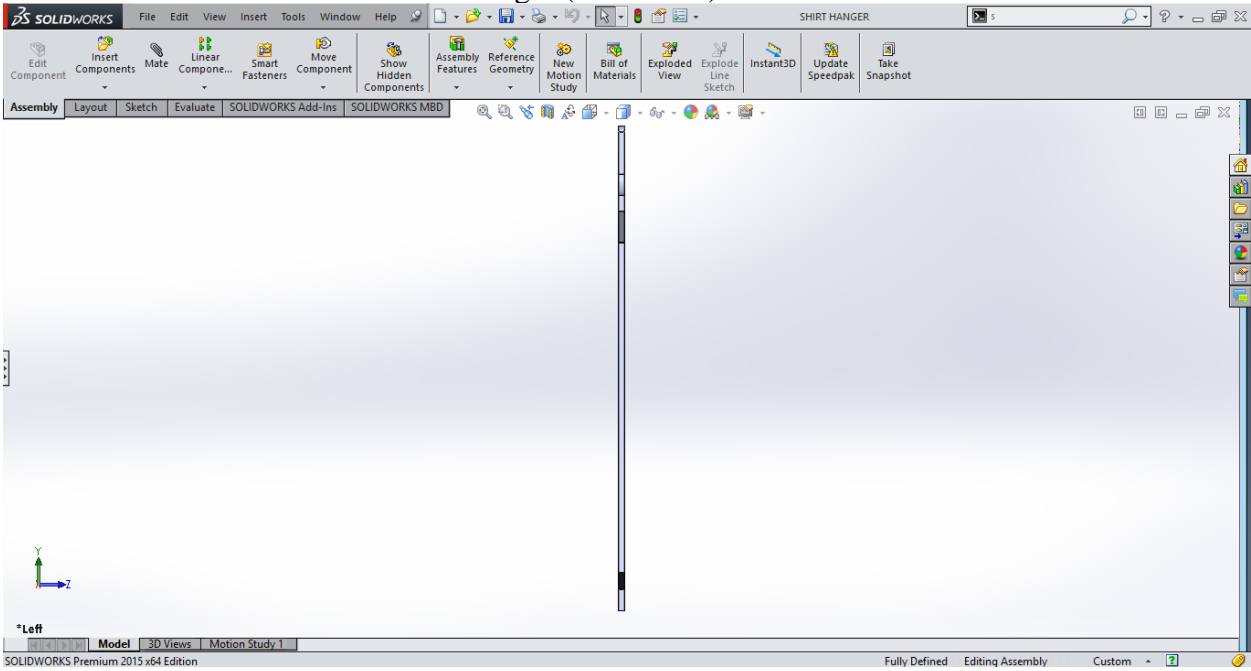 SOLIDWORKS File Edit View Insert Tools Window Help SHIRT HANGER s
Edit Component Insert Components Mate Linear Compone... Smart Fasteners Move Component Show Hidden Components Assembly Features Reference Geometry New Motion Study Bill of Materials Exploded View Explode Line Sketch Instant3D Update Speedpak Take Snapshot
Assembly Layout Sketch Evaluate SOLIDWORKS Add-Ins SOLIDWORKS MBD
Y
Z
*Left
Model 3D Views Motion Study 1
SOLIDWORKS Premium 2015 x64 Edition Fully Defined Editing Assembly Custom